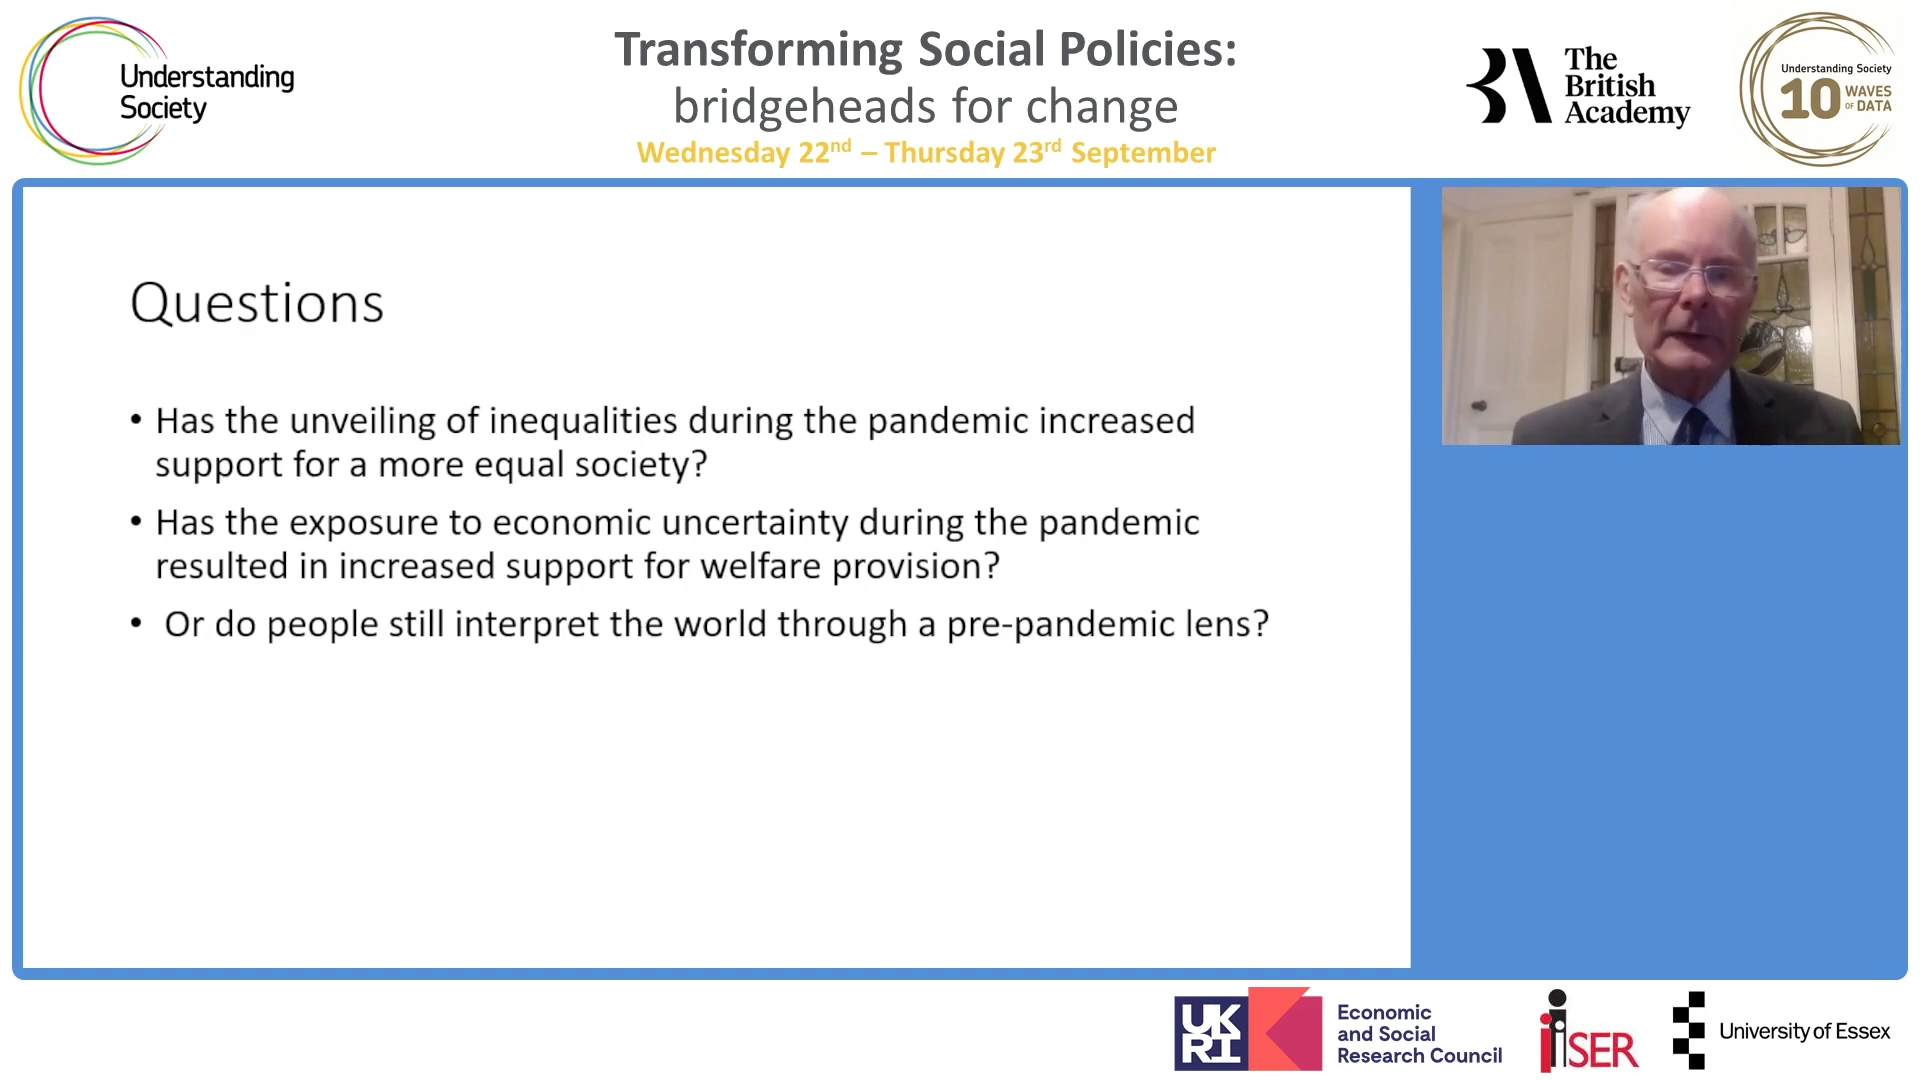 Understanding
Society
Transforming Social Policies:
bridgeheads for change
Wednesday 22nd – Thursday 23rd September
The
British
Academy
Understanding Society
10 WAVES
OF DATA
Questions
• Has the unveiling of inequalities during the pandemic increased
support for a more equal society?
• Has the exposure to economic uncertainty during the pandemic
resulted in increased support for welfare provision?
• Or do people still interpret the world through a pre-pandemic lens?
UK
RI
Economic
and Social
Research Council
iSER
University of Essex